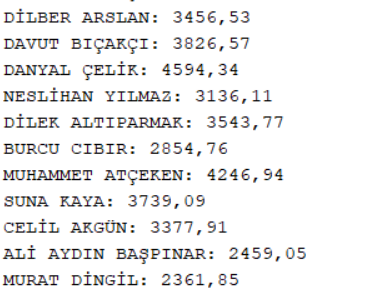 DİLBER ARSLAN: 3456,53
DAVUT BIÇAKÇI: 3826,57
DANYAL ÇELİK: 4594,34
NESLİHAN YILMAZ: 3136,11
DİLEK ALTIPARMAK: 3543,77
BURCU CIBIR: 2854,76
MUHAMMET ATÇEKEN: 4246,94
SUNA KAYA: 3739,09
CELİL AKGÜN: 3377,91
ALİ AYDIN BAŞPINAR: 2459,05
MURAT DİNGİL: 2361,85